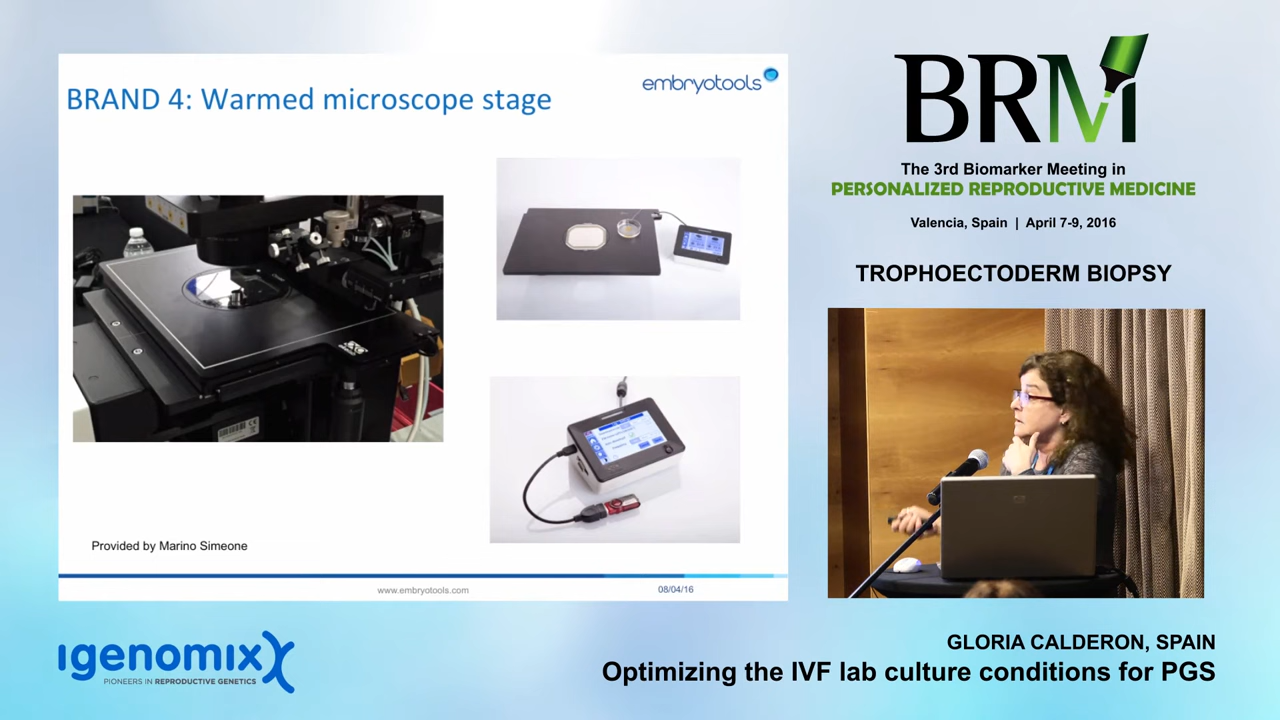 BRAND 4: Warmed microscope stage
embryotools
Provided by Marino Simeone
www.embryotools.com
08/04/16
BRM
The 3rd Biomarker Meeting in
PERSONALIZED REPRODUCTIVE MEDICINE
Valencia, Spain | April 7-9, 2016
TROPHOECTODERM BIOPSY
igenomix
PIONEERS IN REPRODUCTIVE GENETICS
GLORIA CALDERON, SPAIN
Optimizing the IVF lab culture conditions for PGS